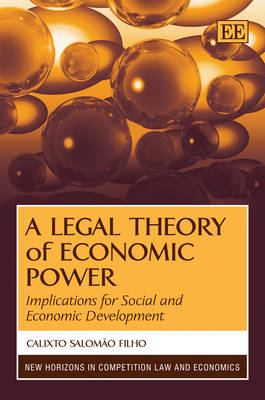 EE
A LEGAL THEORY
of ECONOMIC
POWER
Implications for Social and
Economic Development
CALIXTO SALOMÃO FILHO
NEW HORIZONS IN COMPETITION LAW AND ECONOMICS